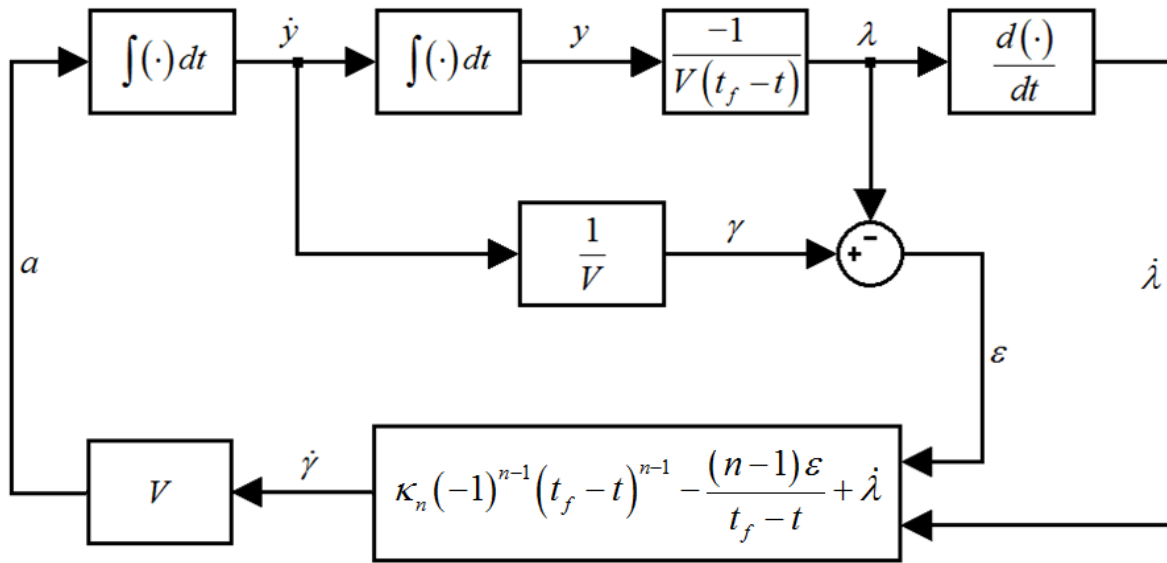 ∫(·)dt
ẏ
∫(·)dt
y
−1 / V(t_f − t)
λ
d(·) / dt
a
1 / V
γ
+
−
λ̇
ε
V
γ̇
κ_n(−1)^{n−1}(t_f − t)^{n−1} − (n−1)ε / (t_f − t) + λ̇